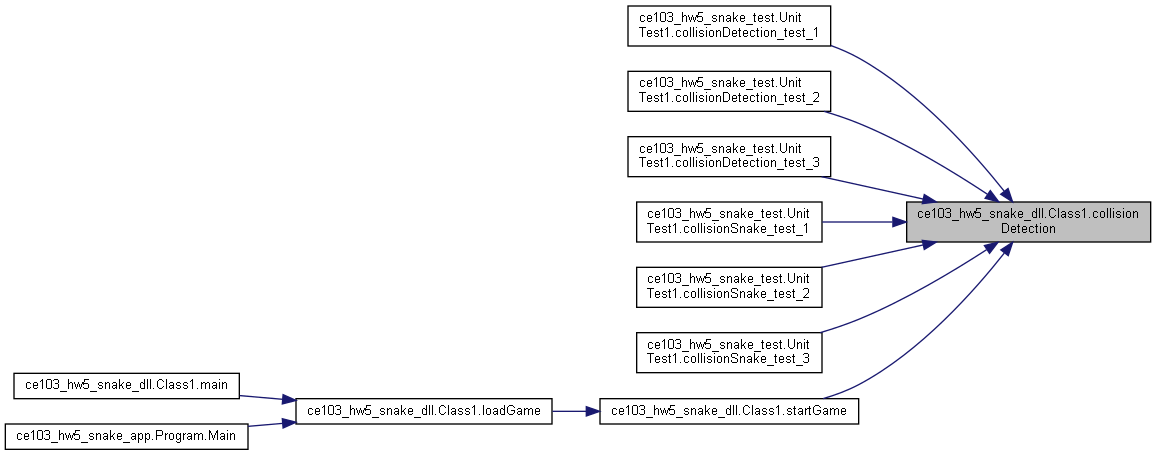 ce103_hw5_snake_test.Unit
Test1.collisionDetection_test_1
ce103_hw5_snake_test.Unit
Test1.collisionDetection_test_2
ce103_hw5_snake_test.Unit
Test1.collisionDetection_test_3
ce103_hw5_snake_test.Unit
Test1.collisionSnake_test_1
ce103_hw5_snake_dll.Class1.collision
Detection
ce103_hw5_snake_test.Unit
Test1.collisionSnake_test_2
ce103_hw5_snake_test.Unit
Test1.collisionSnake_test_3
ce103_hw5_snake_dll.Class1.main
ce103_hw5_snake_dll.Class1.loadGame
ce103_hw5_snake_dll.Class1.startGame
ce103_hw5_snake_app.Program.Main